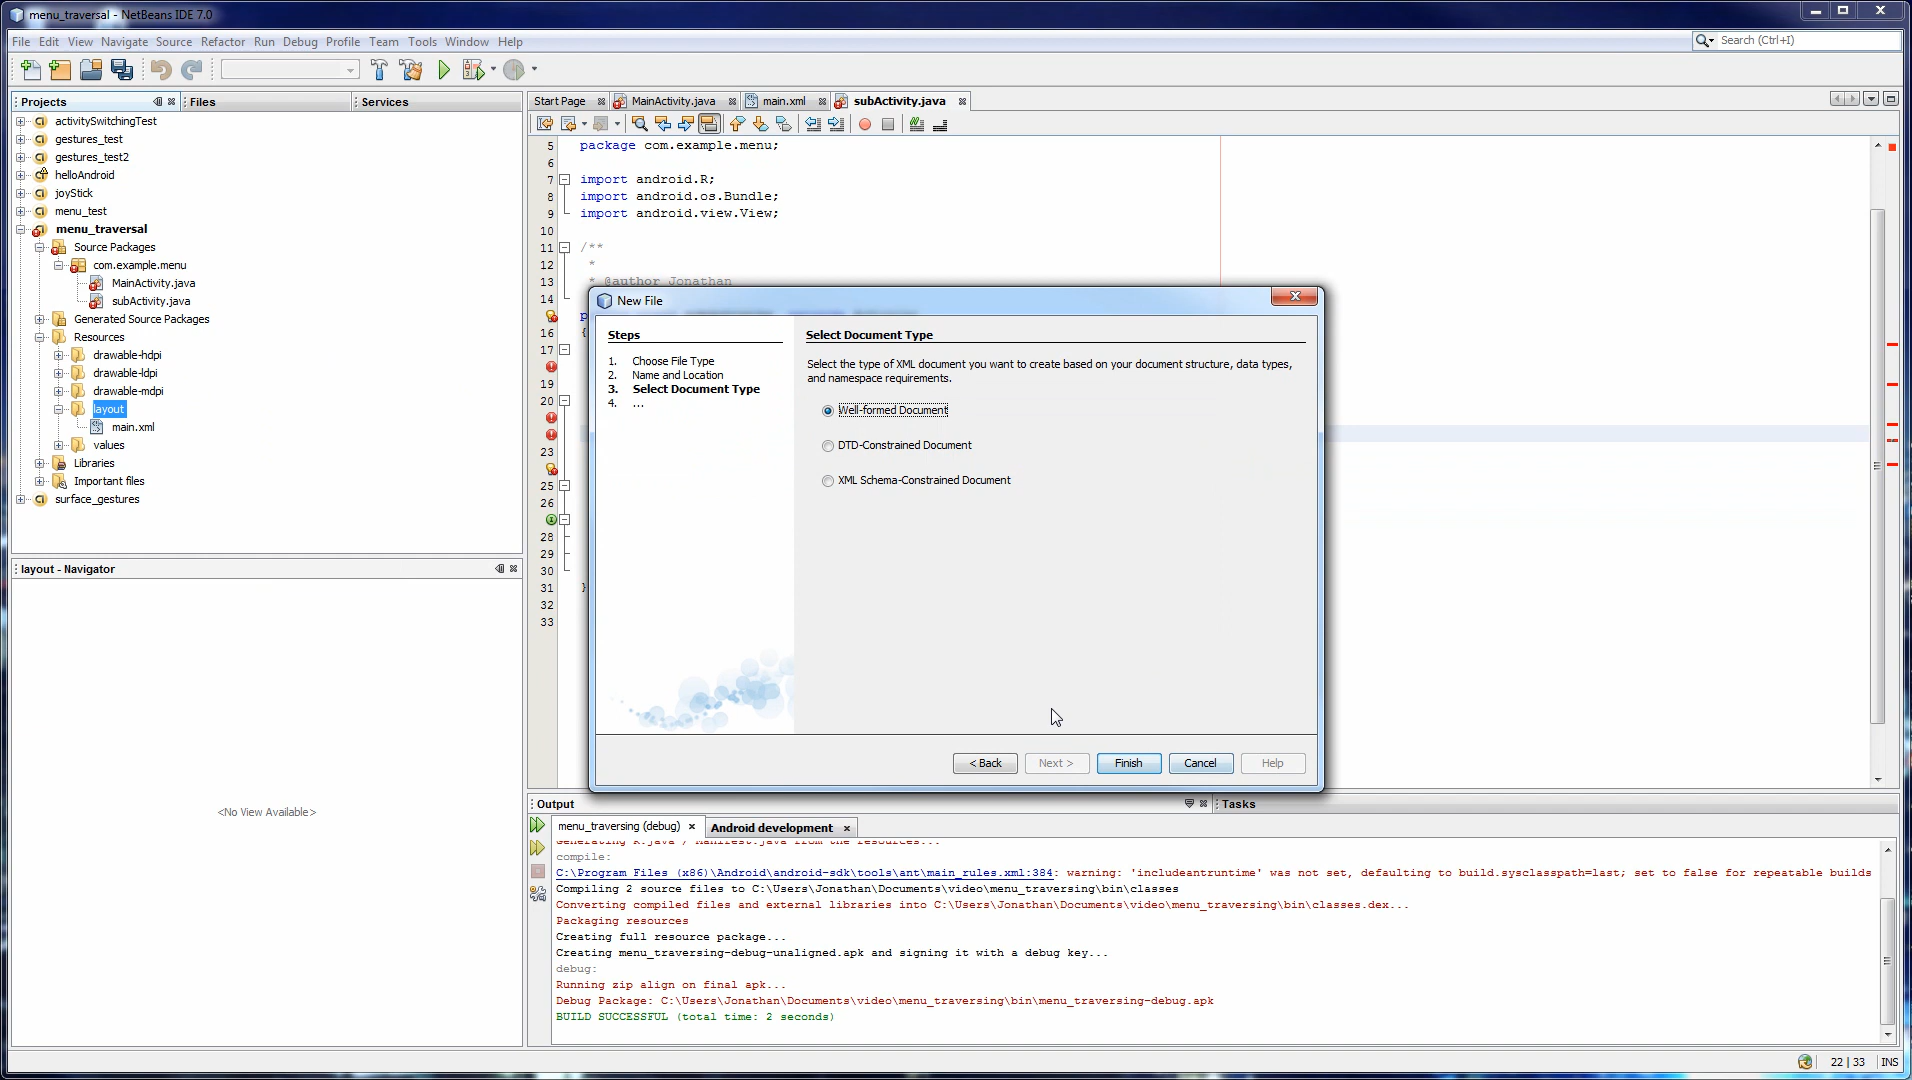 menu_traversal - NetBeans IDE 7.0
File Edit View Navigate Source Refactor Run Debug Profile Team Tools Window Help
Search (Ctrl+I)
Projects Files Services
Start Page MainActivity.java main.xml subActivity.java
activitySwitchingTest
gestures_test
gestures_test2
helloAndroid
joyStick
menu_test
menu_traversal
Source Packages
com.example.menu
MainActivity.java
subActivity.java
Generated Source Packages
Resources
drawable-hdpi
drawable-ldpi
drawable-mdpi
layout
main.xml
values
Libraries
Important files
surface_gestures
layout - Navigator
<No View Available>
5 package com.example.menu;
6
7 import android.R;
8 import android.os.Bundle;
9 import android.view.View;
10
11 /**
12 *
13 * @author Jonathan
14
16 {
17
19
20
23
25
26
28
29
30
31 }
32
33
New File
Steps
1. Choose File Type
2. Name and Location
3. Select Document Type
4. ...
Select Document Type
Select the type of XML document you want to create based on your document structure, data types,
and namespace requirements.
Well-formed Document
DTD-Constrained Document
XML Schema-Constrained Document
< Back Next > Finish Cancel Help
Output Tasks
menu_traversing (debug) Android development
Generating R.java / Manifest.java from the resources...
compile:
C:\Program Files (x86)\Android\android-sdk\tools\ant\main_rules.xml:384: warning: 'includeantruntime' was not set, defaulting to build.sysclasspath=last; set to false for repeatable builds
Compiling 2 source files to C:\Users\Jonathan\Documents\video\menu_traversing\bin\classes
Converting compiled files and external libraries into C:\Users\Jonathan\Documents\video\menu_traversing\bin\classes.dex...
Packaging resources
Creating full resource package...
Creating menu_traversing-debug-unaligned.apk and signing it with a debug key...
debug:
Running zip align on final apk...
Debug Package: C:\Users\Jonathan\Documents\video\menu_traversing\bin\menu_traversing-debug.apk
BUILD SUCCESSFUL (total time: 2 seconds)
22 | 33 INS